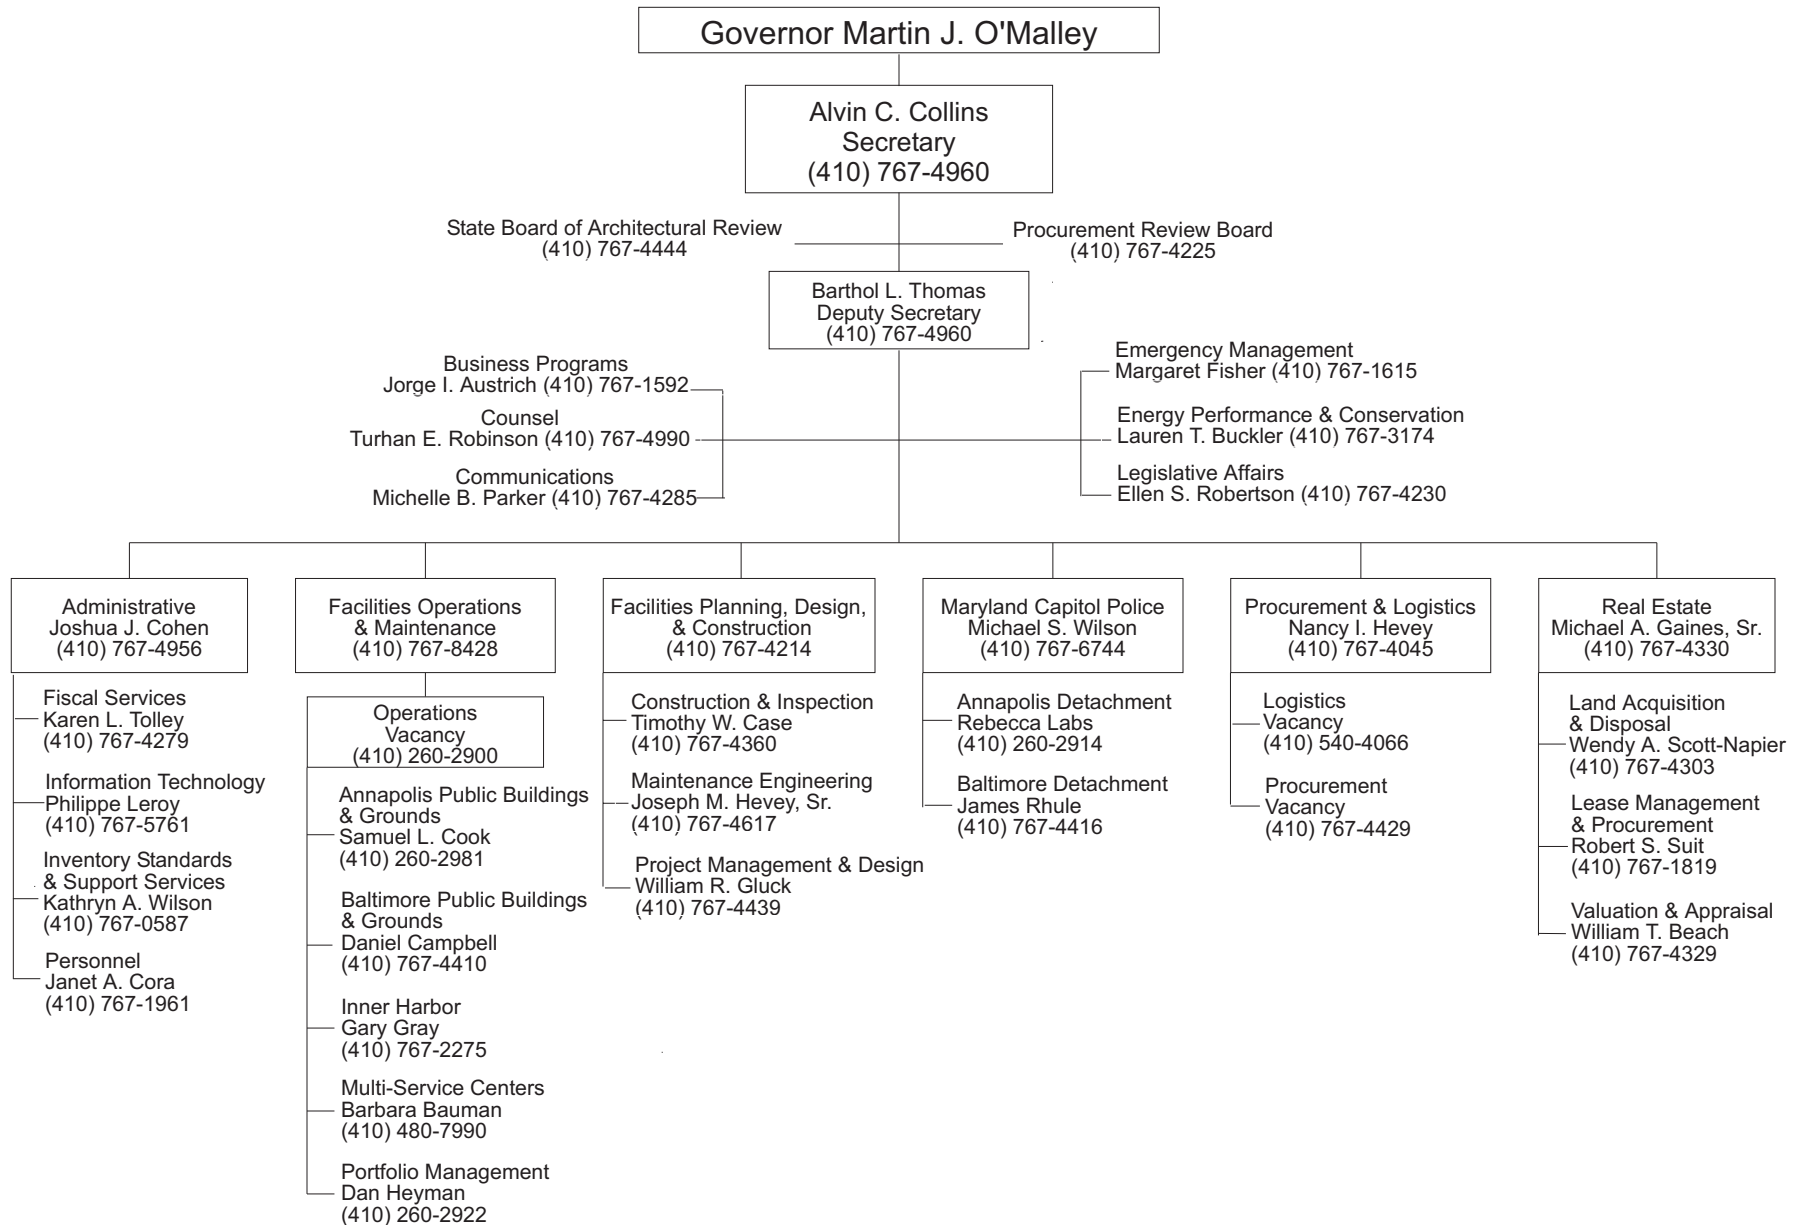 Governor Martin J. O'Malley
Alvin C. Collins
Secretary
(410) 767-4960
State Board of Architectural Review
(410) 767-4444
Procurement Review Board
(410) 767-4225
Barthol L. Thomas
Deputy Secretary
(410) 767-4960
Business Programs
Jorge I. Austrich (410) 767-1592
Counsel
Turhan E. Robinson (410) 767-4990
Communications
Michelle B. Parker (410) 767-4285
Emergency Management
Margaret Fisher (410) 767-1615
Energy Performance & Conservation
Lauren T. Buckler (410) 767-3174
Legislative Affairs
Ellen S. Robertson (410) 767-4230
Administrative
Joshua J. Cohen
(410) 767-4956
Fiscal Services
Karen L. Tolley
(410) 767-4279
Information Technology
Philippe Leroy
(410) 767-5761
Inventory Standards
& Support Services
Kathryn A. Wilson
(410) 767-0587
Personnel
Janet A. Cora
(410) 767-1961
Facilities Operations
& Maintenance
(410) 767-8428
Operations
Vacancy
(410) 260-2900
Annapolis Public Buildings
& Grounds
Samuel L. Cook
(410) 260-2981
Baltimore Public Buildings
& Grounds
Daniel Campbell
(410) 767-4410
Inner Harbor
Gary Gray
(410) 767-2275
Multi-Service Centers
Barbara Bauman
(410) 480-7990
Portfolio Management
Dan Heyman
(410) 260-2922
Facilities Planning, Design,
& Construction
(410) 767-4214
Construction & Inspection
Timothy W. Case
(410) 767-4360
Maintenance Engineering
Joseph M. Hevey, Sr.
(410) 767-4617
Project Management & Design
William R. Gluck
(410) 767-4439
Maryland Capitol Police
Michael S. Wilson
(410) 767-6744
Annapolis Detachment
Rebecca Labs
(410) 260-2914
Baltimore Detachment
James Rhule
(410) 767-4416
Procurement & Logistics
Nancy I. Hevey
(410) 767-4045
Logistics
Vacancy
(410) 540-4066
Procurement
Vacancy
(410) 767-4429
Real Estate
Michael A. Gaines, Sr.
(410) 767-4330
Land Acquisition
& Disposal
Wendy A. Scott-Napier
(410) 767-4303
Lease Management
& Procurement
Robert S. Suit
(410) 767-1819
Valuation & Appraisal
William T. Beach
(410) 767-4329